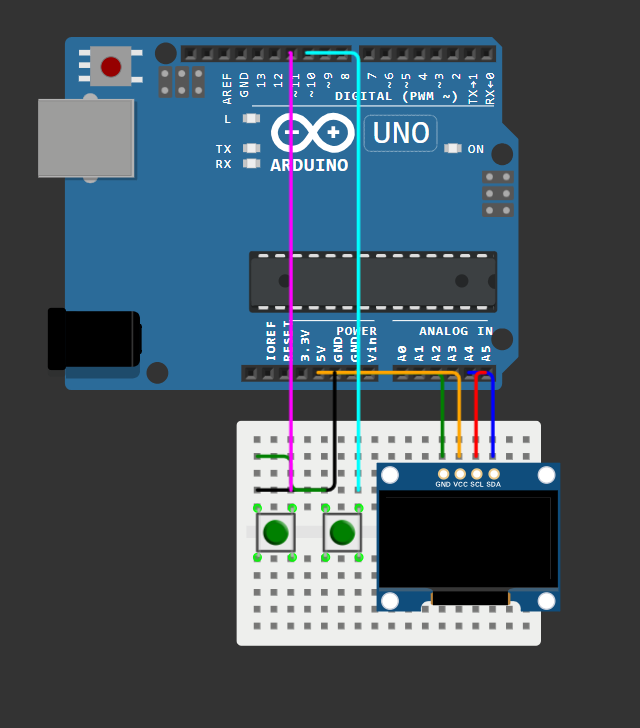 AREF
GND
13
12
~11
~10
~9
8
7
~6
~5
4
~3
2
TX→1
RX←0
DIGITAL (PWM ~)
L
TX
RX
UNO
ARDUINO
ON
IOREF
RESET
3.3V
5V
GND
GND
Vin
POWER
ANALOG IN
A0
A1
A2
A3
A4
A5
GND VCC SCL SDA